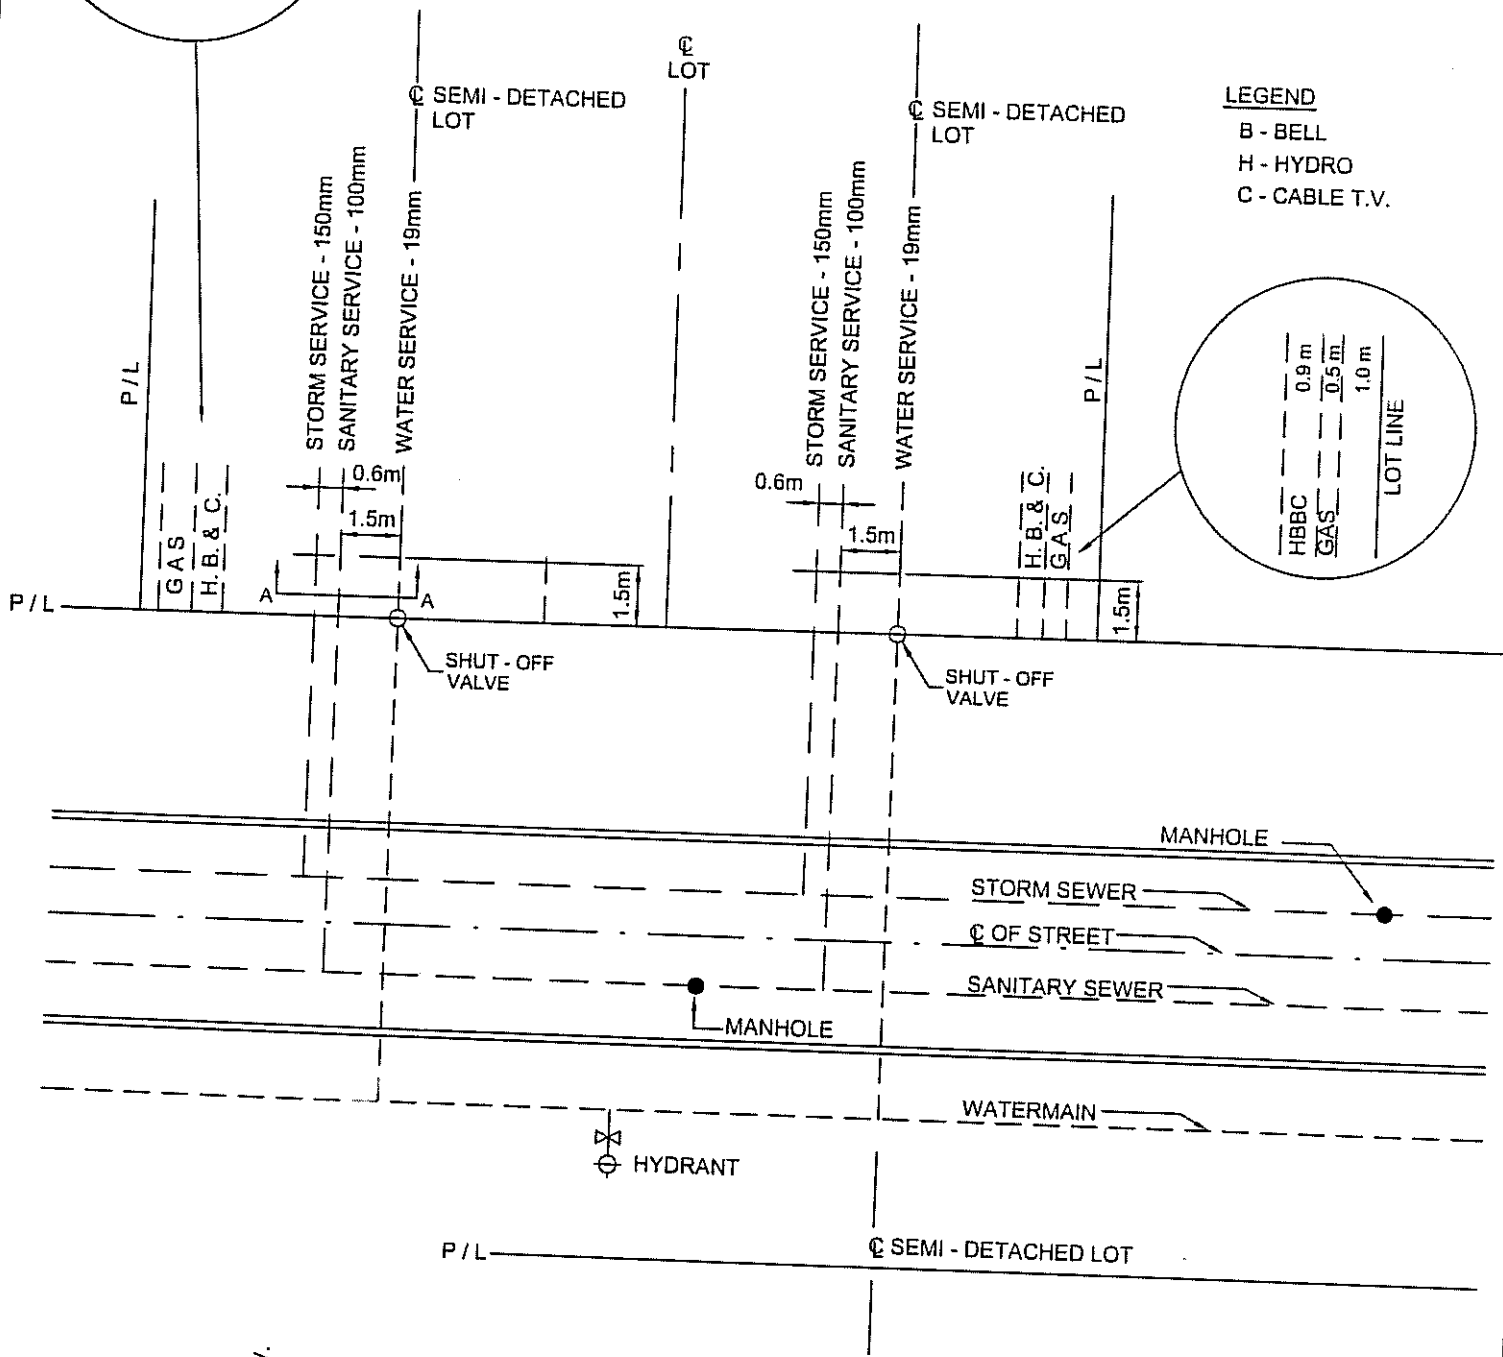 ℄
LOT
℄ SEMI - DETACHED
LOT
℄ SEMI - DETACHED
LOT
LEGEND
B - BELL
H - HYDRO
C - CABLE T.V.
P / L
STORM SERVICE - 150mm
SANITARY SERVICE - 100mm
WATER SERVICE - 19mm
STORM SERVICE - 150mm
SANITARY SERVICE - 100mm
WATER SERVICE - 19mm
P / L
HBBC 0.9 m
GAS 0.5 m
1.0 m
LOT LINE
GAS
H. B. & C.
0.6m
1.5m
A
A
1.5m
0.6m
1.5m
H. B. & C.
GAS
1.5m
P / L
SHUT - OFF
VALVE
SHUT - OFF
VALVE
MANHOLE
STORM SEWER
℄ OF STREET
SANITARY SEWER
MANHOLE
WATERMAIN
HYDRANT
P / L
℄ SEMI - DETACHED LOT